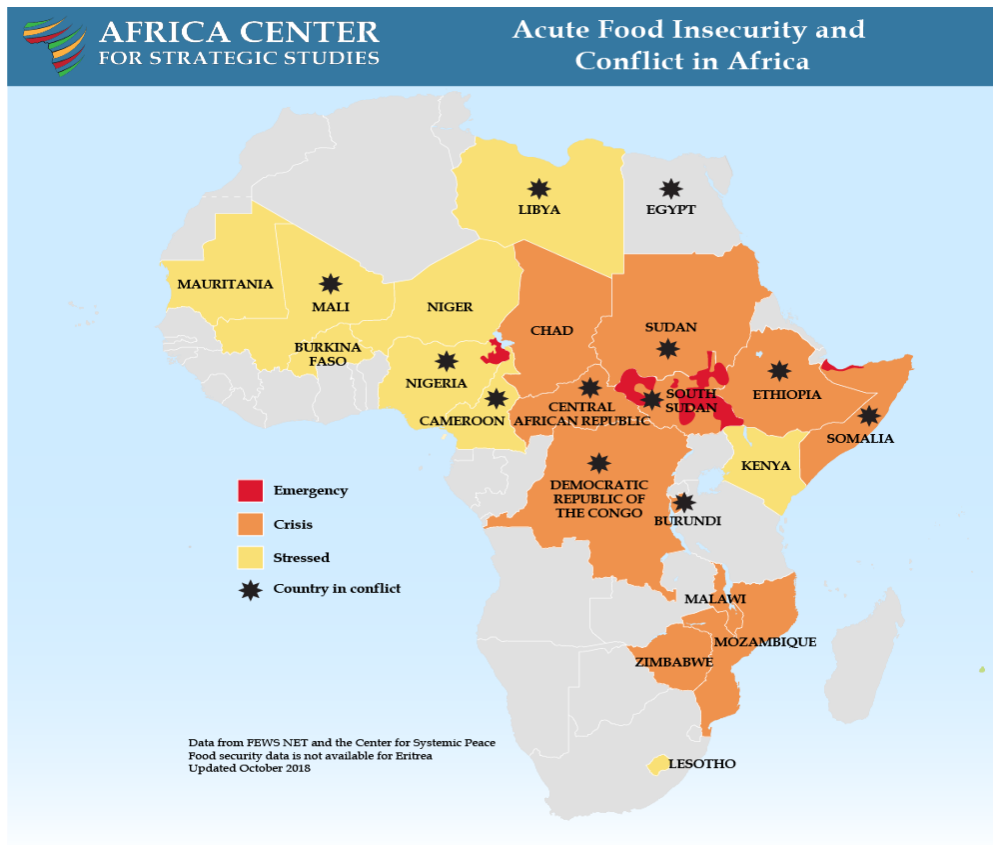 AFRICA CENTER
FOR STRATEGIC STUDIES
Acute Food Insecurity and
Conflict in Africa
LIBYA
EGYPT
MAURITANIA
MALI
NIGER
CHAD
SUDAN
BURKINA
FASO
NIGERIA
CAMEROON
CENTRAL
AFRICAN REPUBLIC
SOUTH
SUDAN
ETHIOPIA
SOMALIA
KENYA
DEMOCRATIC
REPUBLIC OF
THE CONGO
BURUNDI
Emergency
Crisis
Stressed
Country in conflict
MALAWI
MOZAMBIQUE
ZIMBABWE
LESOTHO
Data from FEWS NET and the Center for Systemic Peace
Food security data is not available for Eritrea
Updated October 2018